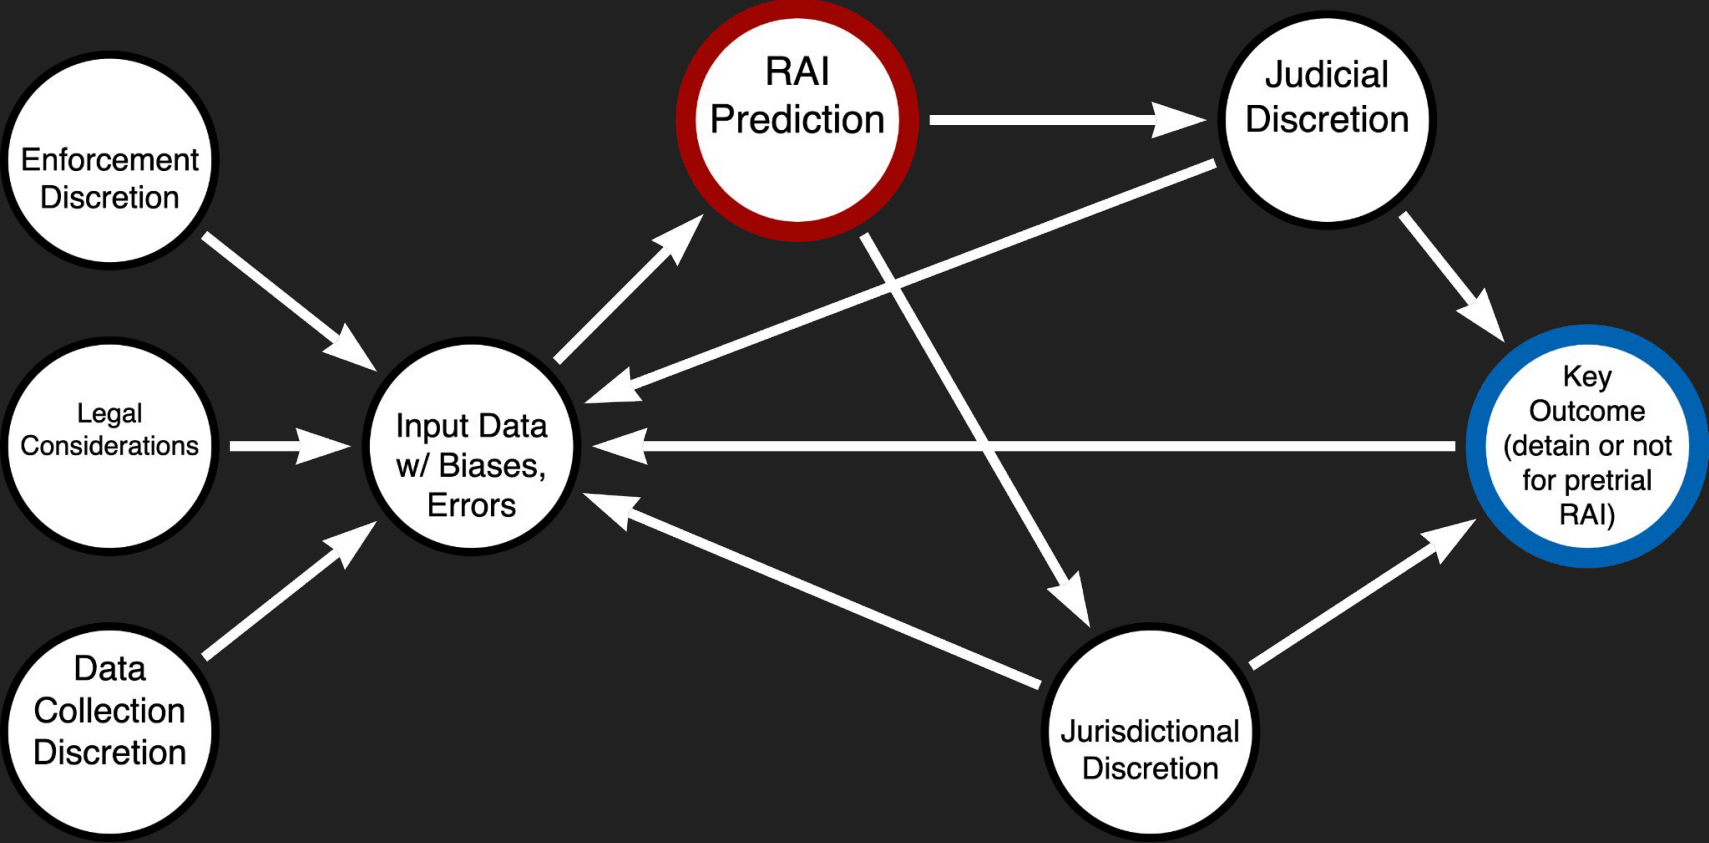 Enforcement
Discretion
Legal
Considerations
Data
Collection
Discretion
Input Data
w/ Biases,
Errors
RAI
Prediction
Judicial
Discretion
Key
Outcome
(detain or not
for pretrial
RAI)
Jurisdictional
Discretion